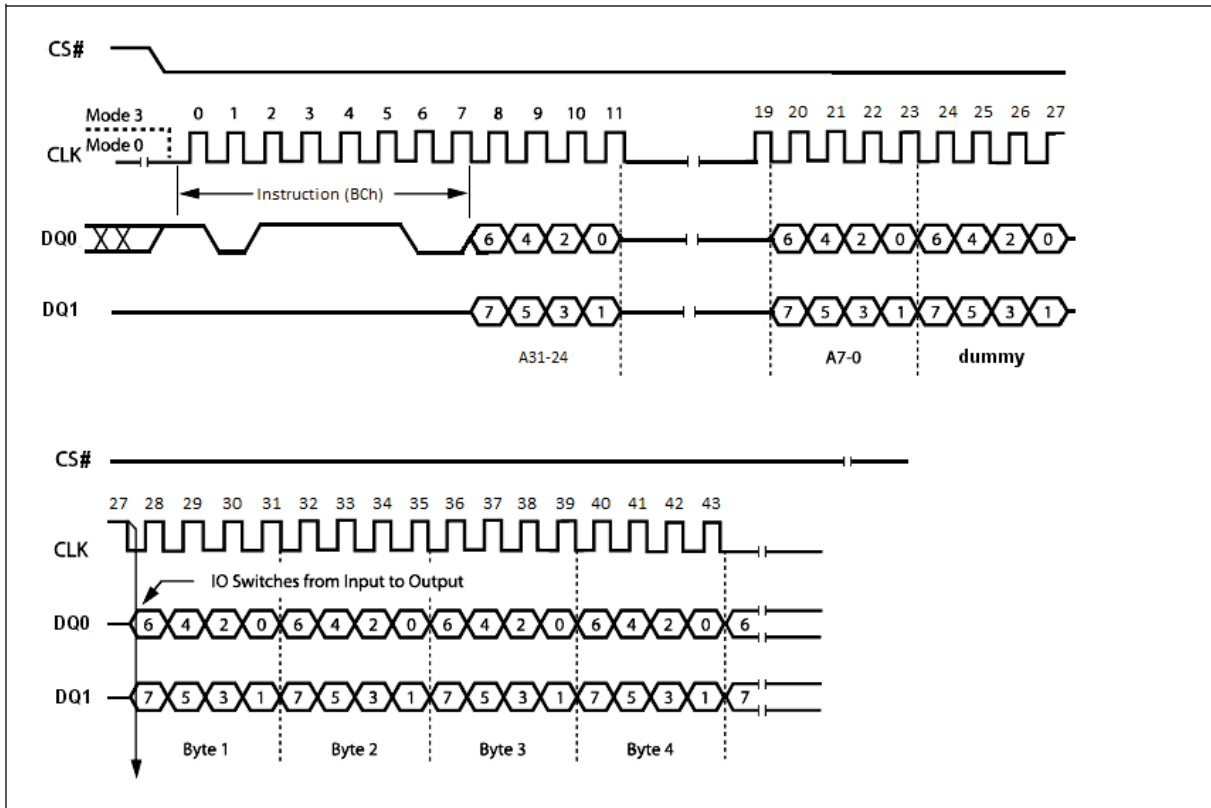 CS#
Mode 3
0 1 2 3 4 5 6 7 8 9 10 11 19 20 21 22 23 24 25 26 27
Mode 0
CLK
Instruction (BCh)
DQ0 6 4 2 0 6 4 2 0 6 4 2 0
DQ1 7 5 3 1 7 5 3 1 7 5 3 1
A31-24 A7-0 dummy
CS#
27 28 29 30 31 32 33 34 35 36 37 38 39 40 41 42 43
CLK
IO Switches from Input to Output
DQ0 6 4 2 0 6 4 2 0 6 4 2 0 6 4 2 0 6
DQ1 7 5 3 1 7 5 3 1 7 5 3 1 7 5 3 1 7
Byte 1 Byte 2 Byte 3 Byte 4